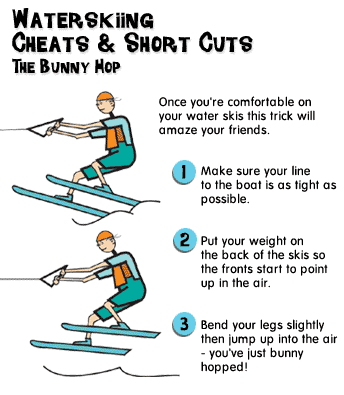 Waterskiing
Cheats & Short Cuts
The Bunny Hop
Once you're comfortable on
your water skis this trick will
amaze your friends.
1 Make sure your line
to the boat is as tight as
possible.
2 Put your weight on
the back of the skis so
the fronts start to point
up in the air.
3 Bend your legs slightly
then jump up into the air
- you've just bunny
hopped!